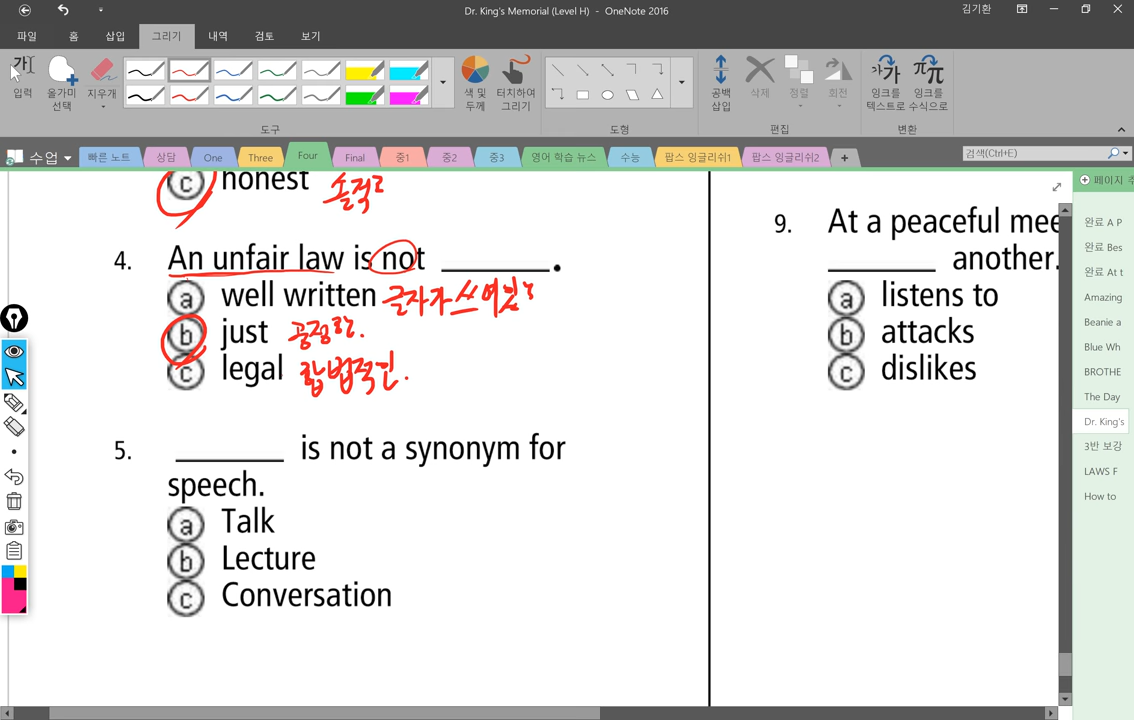 Dr. King's Memorial (Level H) - OneNote 2016
김기환
파일 홈 삽입 그리기 내역 검토 보기
가
입력
올가미 선택
지우개
색 및 두께
터치하여 그리기
공백 삽입
삭제
정렬
회전
잉크를 텍스트로
잉크를 수식으로
도구 도형 편집 변환
수업 빠른 노트 상담 One Three Four Final 중1 중2 중3 영어 학습 뉴스 수능 팝스 잉글리쉬1 팝스 잉글리쉬2 +
검색(Ctrl+E)
페이지 추
완료 A P
완료 Bes
완료 At t
Amazing
Beanie a
Blue Wh
BROTHE
The Day
Dr. King's
3반 보강
LAWS F
How to
c honest 솔직한
4. An unfair law is not ________.
a well written
b just 공정한.
c legal 합법적인.
5. ________ is not a synonym for
speech.
a Talk
b Lecture
c Conversation
9. At a peaceful mee
________ another.
a listens to
b attacks
c dislikes